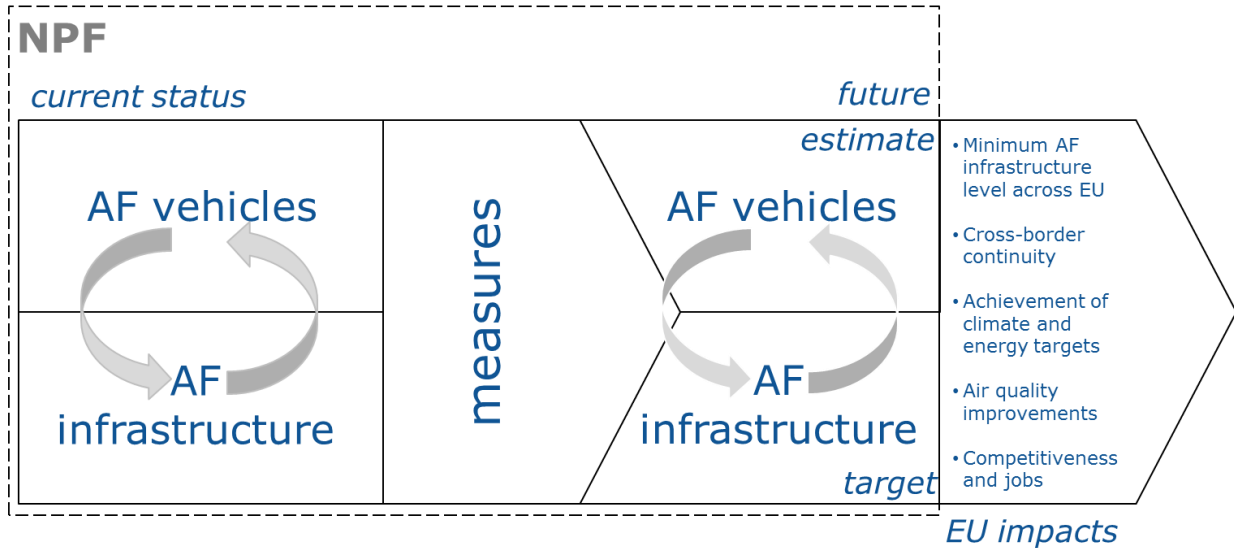 NPF
current status
future
estimate
AF vehicles
AF
infrastructure
measures
AF vehicles
AF
infrastructure
target
• Minimum AF
infrastructure
level across EU
• Cross-border
continuity
• Achievement of
climate and
energy targets
• Air quality
improvements
• Competitiveness
and jobs
EU impacts